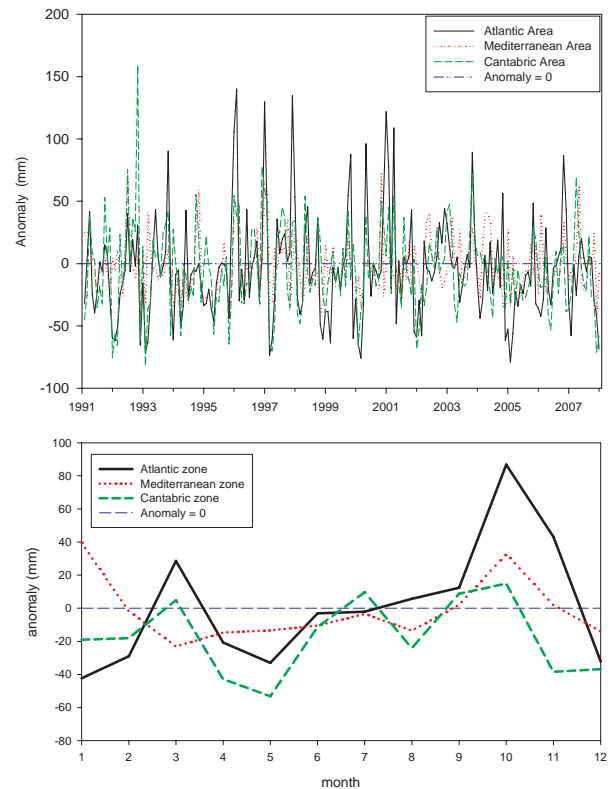 200
150
100
50
0
-50
-100
Anomaly (mm)
Atlantic Area
Mediterranean Area
Cantabric Area
Anomaly = 0
1991 1993 1995 1997 1999 2001 2003 2005 2007
100
80
60
40
20
0
-20
-40
-60
-80
anomaly (mm)
Atlantic zone
Mediterranean zone
Cantabric zone
Anomaly = 0
1 2 3 4 5 6 7 8 9 10 11 12
month